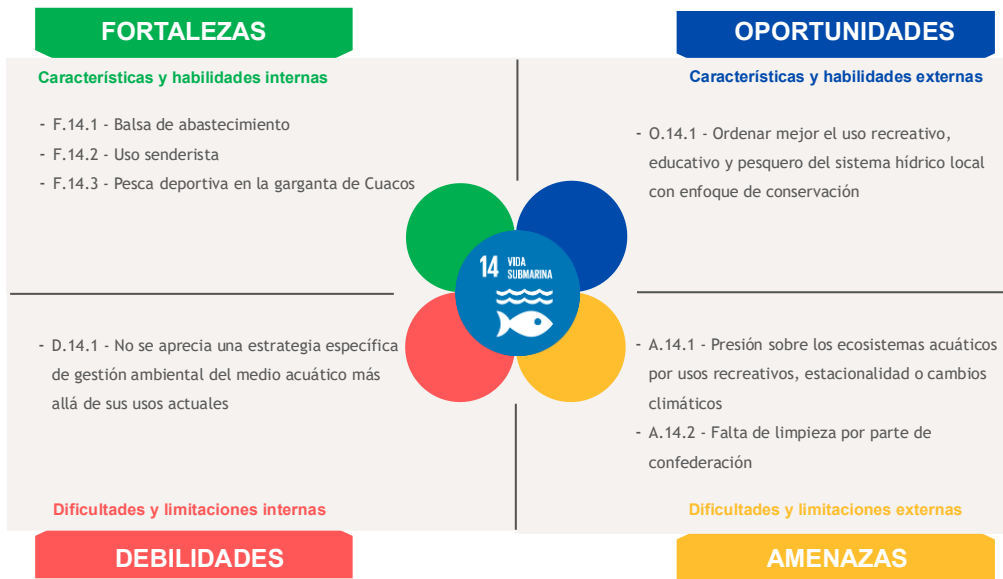 FORTALEZAS
Características y habilidades internas
- F.14.1 - Balsa de abastecimiento
- F.14.2 - Uso senderista
- F.14.3 - Pesca deportiva en la garganta de Cuacos
OPORTUNIDADES
Características y habilidades externas
- O.14.1 - Ordenar mejor el uso recreativo,
educativo y pesquero del sistema hídrico local
con enfoque de conservación
14 VIDA
SUBMARINA
- D.14.1 - No se aprecia una estrategia específica
de gestión ambiental del medio acuático más
allá de sus usos actuales
Dificultades y limitaciones internas
DEBILIDADES
- A.14.1 - Presión sobre los ecosistemas acuáticos
por usos recreativos, estacionalidad o cambios
climáticos
- A.14.2 - Falta de limpieza por parte de
confederación
Dificultades y limitaciones externas
AMENAZAS